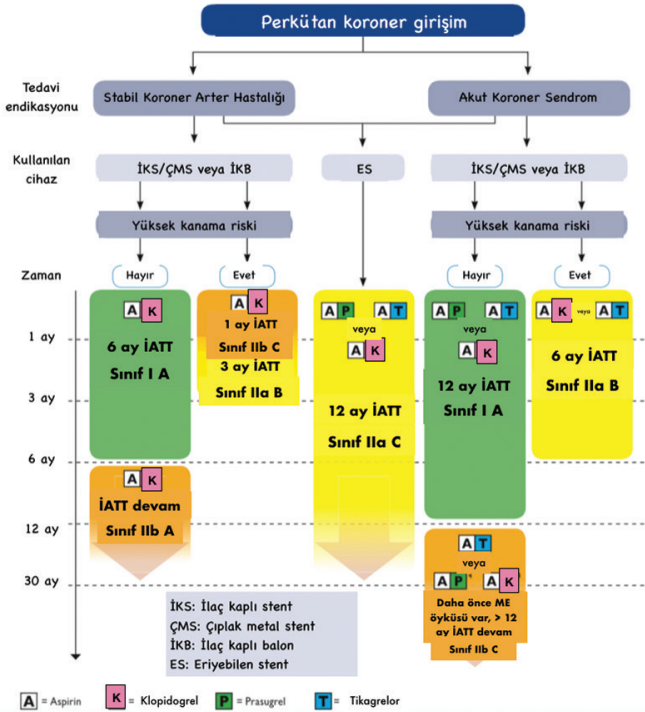 Perkütan koroner girişim
Tedavi
endikasyonu
Stabil Koroner Arter Hastalığı
Akut Koroner Sendrom
Kullanılan
cihaz
İKS/ÇMS veya İKB
ES
İKS/ÇMS veya İKB
Yüksek kanama riski
Yüksek kanama riski
Zaman
Hayır
Evet
Hayır
Evet
1 ay
3 ay
6 ay
12 ay
30 ay
A K
6 ay İATT
Sınıf I A
A K
İATT devam
Sınıf IIb A
A K
1 ay İATT
Sınıf IIb C
3 ay İATT
Sınıf IIa B
A P A T
veya
A K
12 ay İATT
Sınıf IIa C
A P A T
veya
A K
12 ay İATT
Sınıf I A
A T
veya
A P A K
Daha önce ME
öyküsü var, > 12
ay İATT devam
Sınıf IIb C
A K veya A T
6 ay İATT
Sınıf IIa B
İKS: İlaç kaplı stent
ÇMS: Çıplak metal stent
İKB: İlaç kaplı balon
ES: Eriyebilen stent
A = Aspirin K = Klopidogrel P = Prasugrel T = Tikagrelor